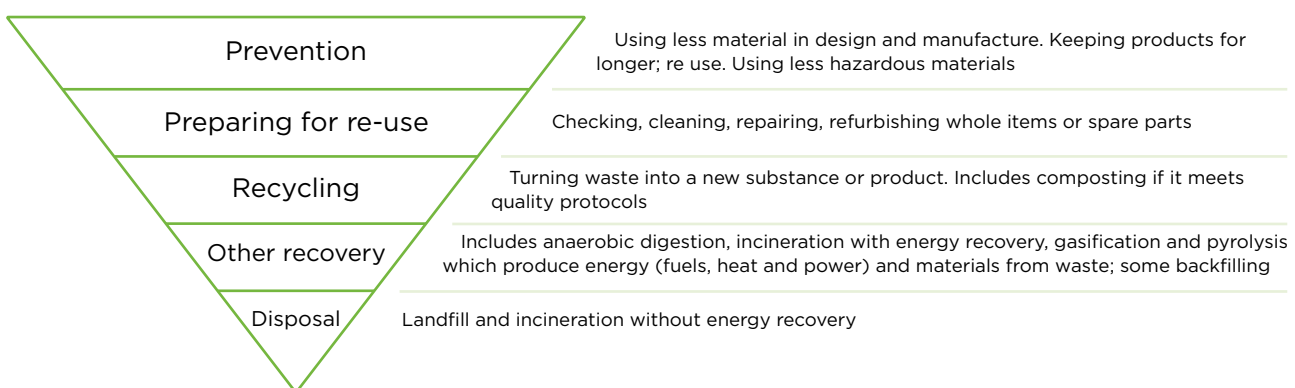 Prevention
Using less material in design and manufacture. Keeping products for
longer; re use. Using less hazardous materials
Preparing for re-use
Checking, cleaning, repairing, refurbishing whole items or spare parts
Recycling
Turning waste into a new substance or product. Includes composting if it meets
quality protocols
Other recovery
Includes anaerobic digestion, incineration with energy recovery, gasification and pyrolysis
which produce energy (fuels, heat and power) and materials from waste; some backfilling
Disposal
Landfill and incineration without energy recovery